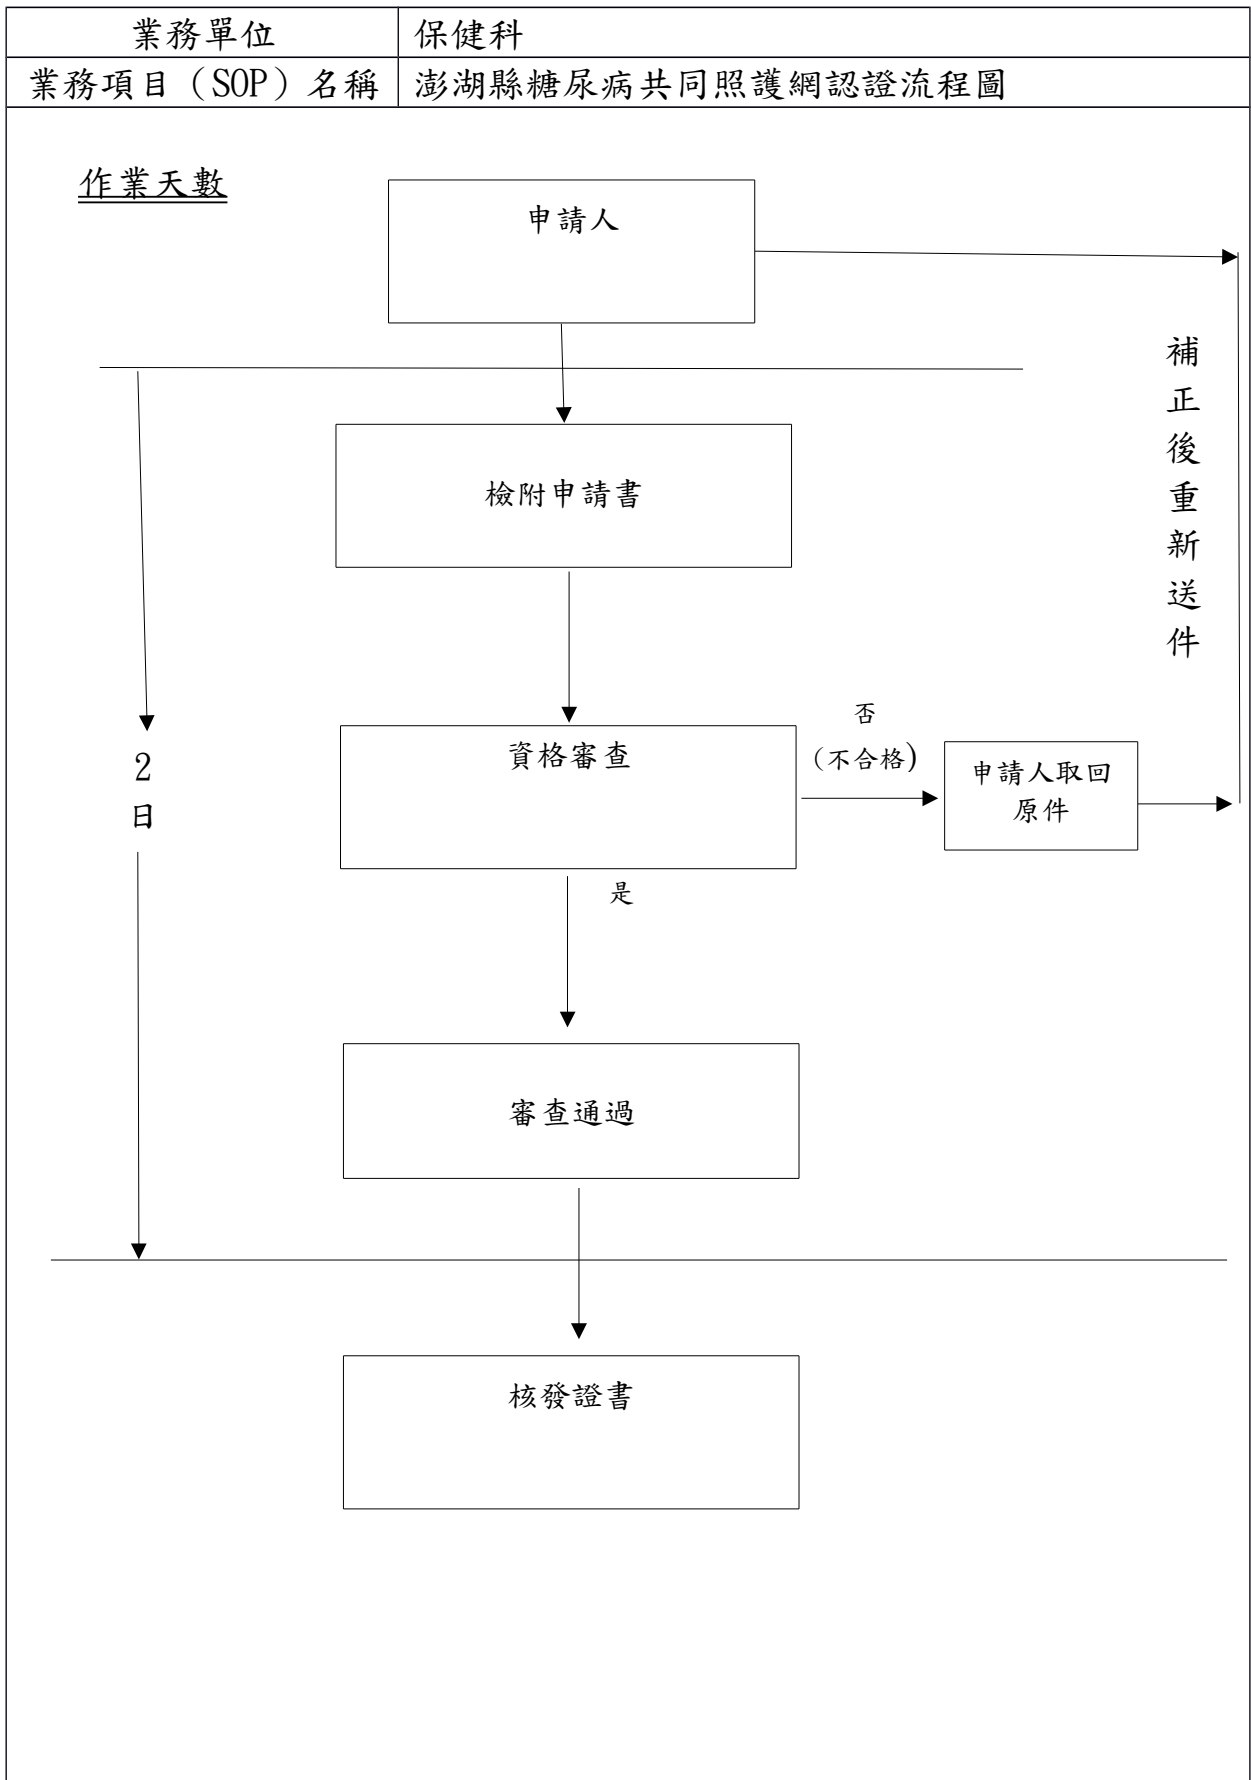 業務單位 保健科
業務項目（SOP）名稱 澎湖縣糖尿病共同照護網認證流程圖
作業天數
申請人
補正後重新送件
檢附申請書
2日
資格審查
否
(不合格)
申請人取回
原件
是
審查通過
核發證書